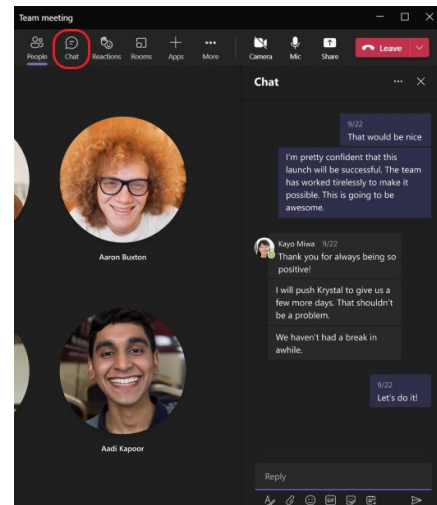 Team meeting
People
Chat
Reactions
Rooms
Apps
More
Camera
Mic
Share
Leave
Chat
9/22
That would be nice
I'm pretty confident that this
launch will be successful. The team
has worked tirelessly to make it
possible. This is going to be
awesome.
Kayo Miwa 9/22
Thank you for always being so
positive!
I will push Krystal to give us a
few more days. That shouldn't
be a problem.
We haven't had a break in
awhile.
9/22
Let's do it!
Aaron Buxton
Aadi Kapoor
Reply
GIF